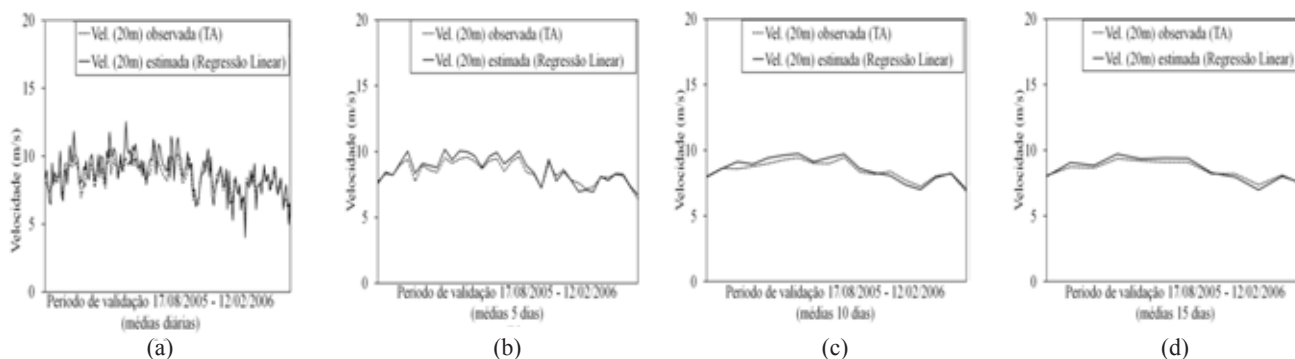 20
15
10
5
0
Velocidade (m/s)
Vel. (20m) observada (TA)
Vel. (20m) estimada (Regressão Linear)
Periodo de validação 17/08/2005 - 12/02/2006
(médias diárias)
(a)
20
15
10
5
0
Velocidade (m/s)
Vel. (20m) observada (TA)
Vel. (20m) estimada (Regressão Linear)
Periodo de validação 17/08/2005 - 12/02/2006
(médias 5 dias)
(b)
20
15
10
5
0
Velocidade (m/s)
Vel. (20m) observada (TA)
Vel. (20m) estimada (Regressão Linear)
Periodo de validação 17/08/2005 - 12/02/2006
(médias 10 dias)
(c)
20
15
10
5
0
Velocidade (m/s)
Vel. (20m) observada (TA)
Vel. (20m) estimada (Regressão Linear)
Periodo de validação 17/08/2005 - 12/02/2006
(médias 15 dias)
(d)